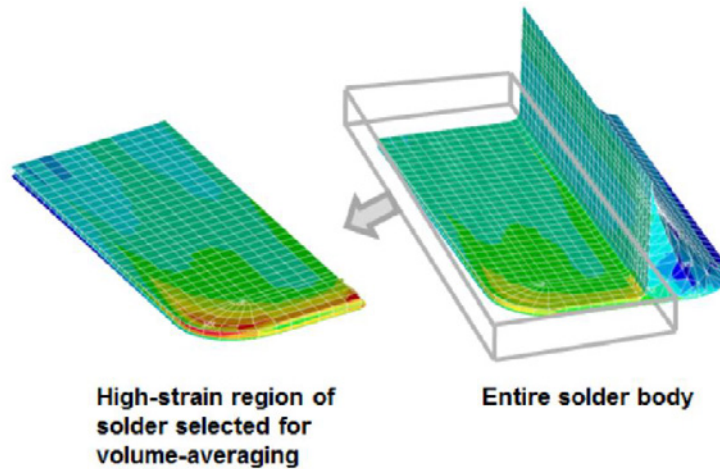 High-strain region of
solder selected for
volume-averaging
Entire solder body